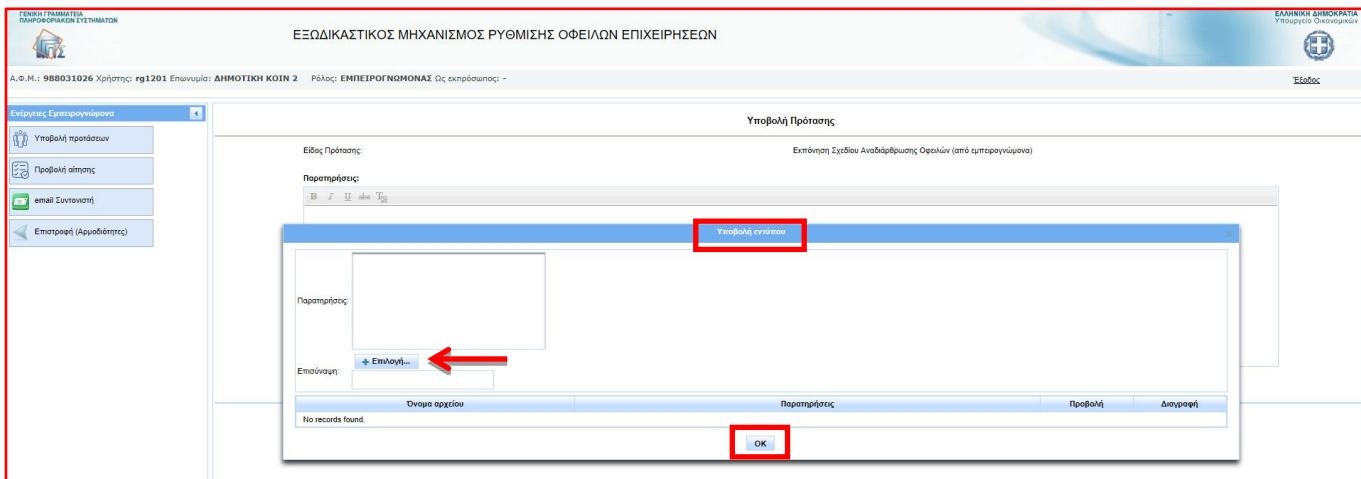 ΓΕΝΙΚΗ ΓΡΑΜΜΑΤΕΙΑ
ΠΛΗΡΟΦΟΡΙΑΚΩΝ ΣΥΣΤΗΜΑΤΩΝ
ΕΞΩΔΙΚΑΣΤΙΚΟΣ ΜΗΧΑΝΙΣΜΟΣ ΡΥΘΜΙΣΗΣ ΟΦΕΙΛΩΝ ΕΠΙΧΕΙΡΗΣΕΩΝ
ΕΛΛΗΝΙΚΗ ΔΗΜΟΚΡΑΤΙΑ
Υπουργείο Οικονομικών
Α.Φ.Μ.: 988031026 Χρήστης: rg1201 Επωνυμία: ΔΗΜΟΤΙΚΗ ΚΟΙΝ 2 Ρόλος: ΕΜΠΕΙΡΟΓΝΩΜΟΝΑΣ Ως εκπρόσωπος: -
Έξοδος
Ενέργειες Εμπειρογνώμονα
Υποβολή προτάσεων
Προβολή αίτησης
email Συντονιστή
Επιστροφή (Αρμοδιότητες)
Υποβολή Πρότασης
Είδος Πρότασης: Εκπόνηση Σχεδίου Αναδιάρθρωσης Οφειλών (από εμπειρογνώμονα)
Παρατηρήσεις:
B I U abc
Υποβολή εντύπου
Παρατηρήσεις:
+ Επιλογή...
Επισύναψη:
Όνομα αρχείου Παρατηρήσεις Προβολή Διαγραφή
No records found.
OK